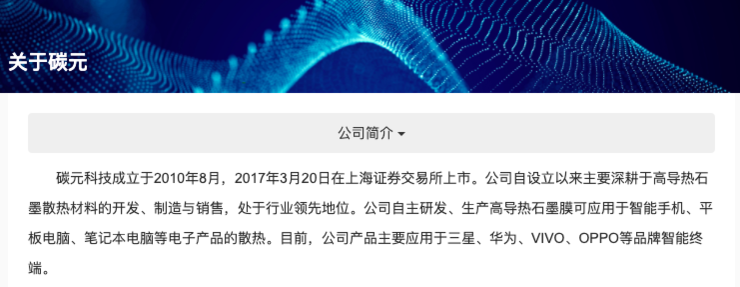 关于碳元
公司简介
碳元科技成立于2010年8月，2017年3月20日在上海证券交易所上市。公司自设立以来主要深耕于高导热石
墨散热材料的开发、制造与销售，处于行业领先地位。公司自主研发、生产高导热石墨膜可应用于智能手机、平
板电脑、笔记本电脑等电子产品的散热。目前，公司产品主要应用于三星、华为、VIVO、OPPO等品牌智能终
端。